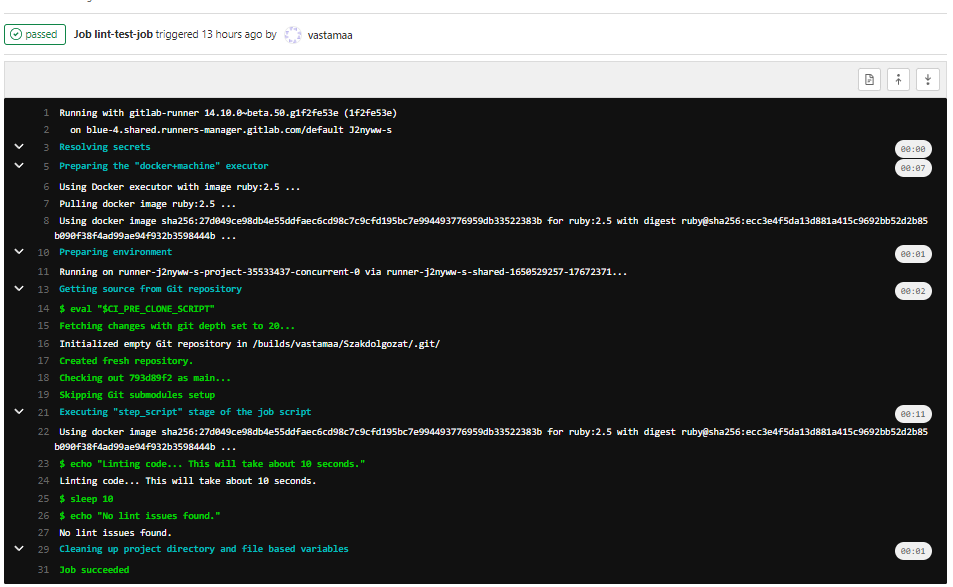 passed Job lint-test-job triggered 13 hours ago by vastamaa
1 Running with gitlab-runner 14.10.0~beta.50.g1f2fe53e (1f2fe53e)
2 on blue-4.shared.runners-manager.gitlab.com/default J2nyww-s
3 Resolving secrets 00:00
5 Preparing the "docker+machine" executor 00:07
6 Using Docker executor with image ruby:2.5 ...
7 Pulling docker image ruby:2.5 ...
8 Using docker image sha256:27d049ce98db4e55ddfaec6cd98c7c9cfd195bc7e994493776959db33522383b for ruby:2.5 with digest ruby@sha256:ecc3e4f5da13d881a415c9692bb52d2b85
b090f38f4ad99ae94f932b3598444b ...
10 Preparing environment 00:01
11 Running on runner-j2nyww-s-project-35533437-concurrent-0 via runner-j2nyww-s-shared-1650529257-17672371...
13 Getting source from Git repository 00:02
14 $ eval "$CI_PRE_CLONE_SCRIPT"
15 Fetching changes with git depth set to 20...
16 Initialized empty Git repository in /builds/vastamaa/Szakdolgozat/.git/
17 Created fresh repository.
18 Checking out 793d89f2 as main...
19 Skipping Git submodules setup
21 Executing "step_script" stage of the job script 00:11
22 Using docker image sha256:27d049ce98db4e55ddfaec6cd98c7c9cfd195bc7e994493776959db33522383b for ruby:2.5 with digest ruby@sha256:ecc3e4f5da13d881a415c9692bb52d2b85
b090f38f4ad99ae94f932b3598444b ...
23 $ echo "Linting code... This will take about 10 seconds."
24 Linting code... This will take about 10 seconds.
25 $ sleep 10
26 $ echo "No lint issues found."
27 No lint issues found.
29 Cleaning up project directory and file based variables 00:01
31 Job succeeded